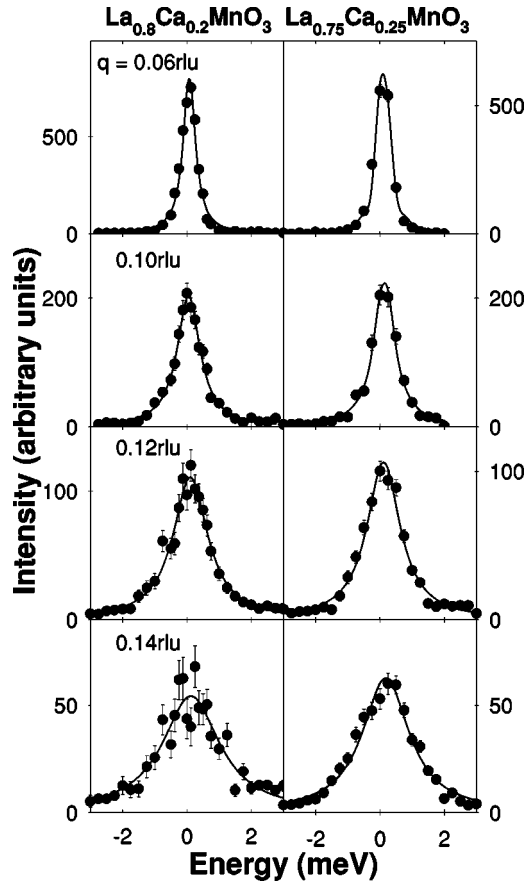 La0.8Ca0.2MnO3 La0.75Ca0.25MnO3
q = 0.06rlu
500 500
0 0
0.10rlu
200 200
0 0
0.12rlu
100 100
0 0
0.14rlu
50 50
0 0
-2 0 2 -2 0 2
Energy (meV)
Intensity (arbitrary units)